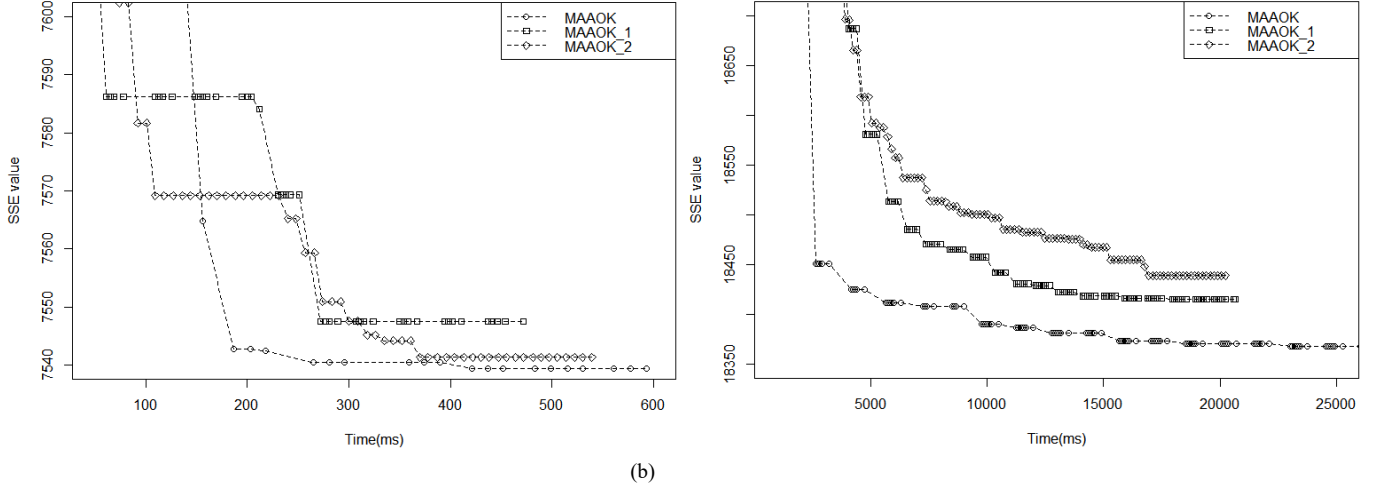 MAAOK
MAAOK_1
MAAOK_2
7600
7590
7580
7570
7560
7550
7540
SSE value
100 200 300 400 500 600
Time(ms)
MAAOK
MAAOK_1
MAAOK_2
18650
18550
18450
18350
SSE value
5000 10000 15000 20000 25000
Time(ms)
(b)